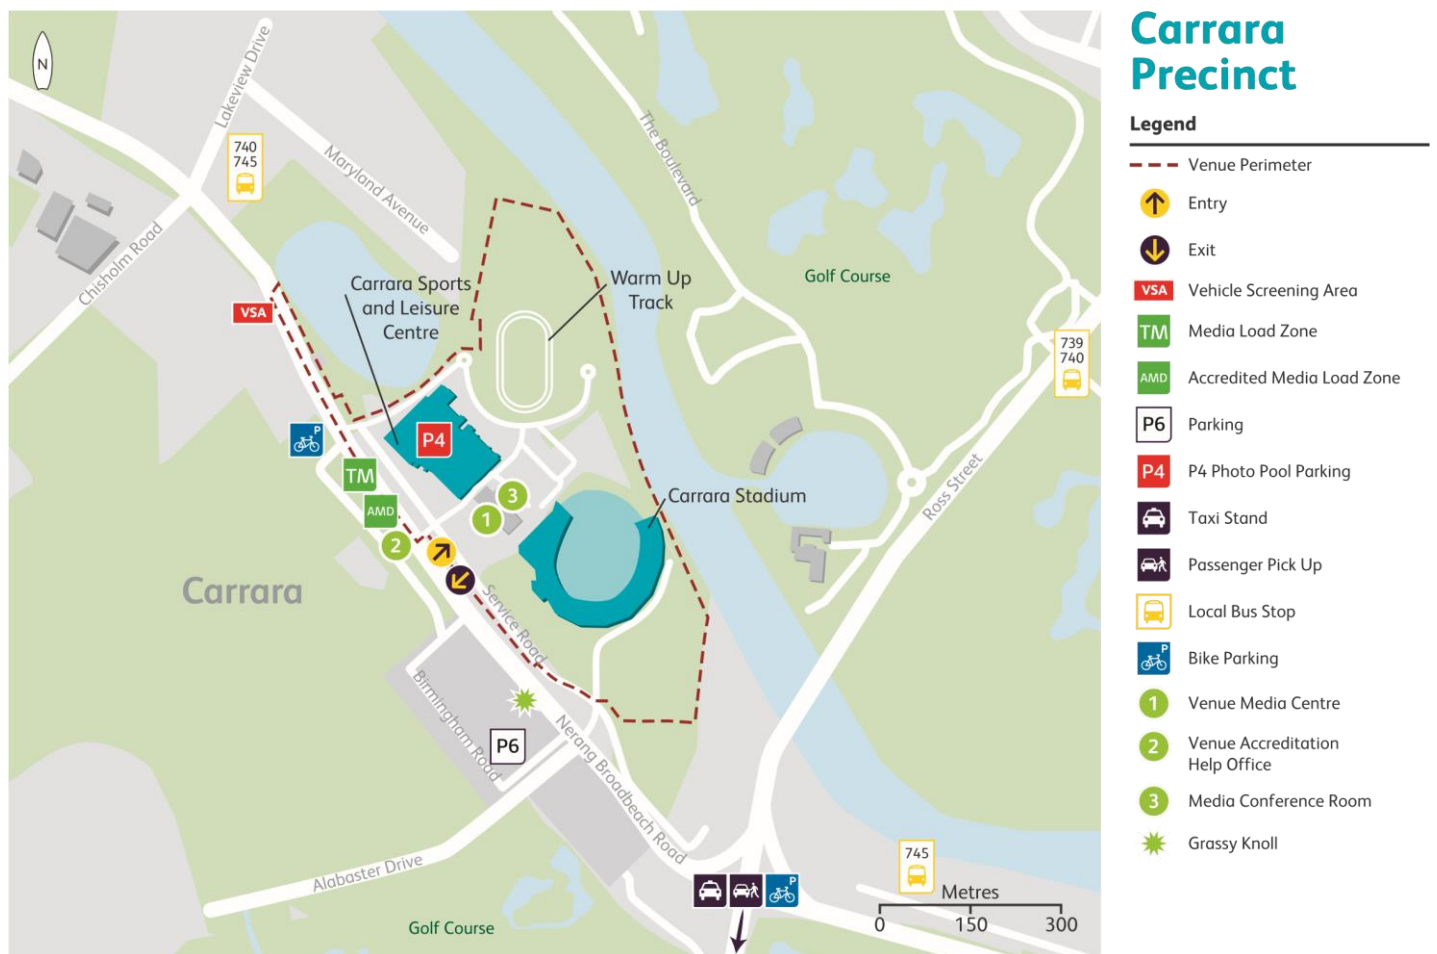 Carrara
Precinct
Legend
Venue Perimeter
Entry
Exit
VSA Vehicle Screening Area
TM Media Load Zone
AMD Accredited Media Load Zone
P6 Parking
P4 P4 Photo Pool Parking
Taxi Stand
Passenger Pick Up
Local Bus Stop
P Bike Parking
1 Venue Media Centre
2 Venue Accreditation
Help Office
3 Media Conference Room
Grassy Knoll
N
Lakeview Drive
740
745
Maryland Avenue
The Boulevard
Chisholm Road
Golf Course
Carrara Sports
and Leisure
Centre
Warm Up
Track
VSA
739
740
P
P4
TM
AMD
3
1
2
Carrara Stadium
Ross Street
Carrara
Service Road
Birmingham Road
P6
Nerang Broadbeach Road
Alabaster Drive
Golf Course
P
745
Metres
0 150 300